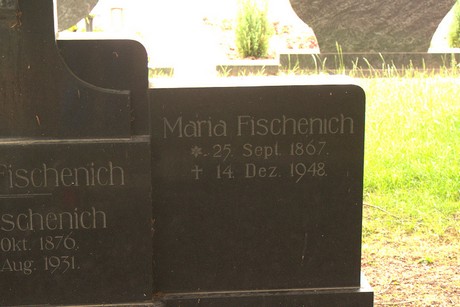 Fischenich
schenich
Okt. 1876.
Aug. 1931.
Maria Fischenich
* 25. Sept. 1867.
† 14. Dez. 1948.